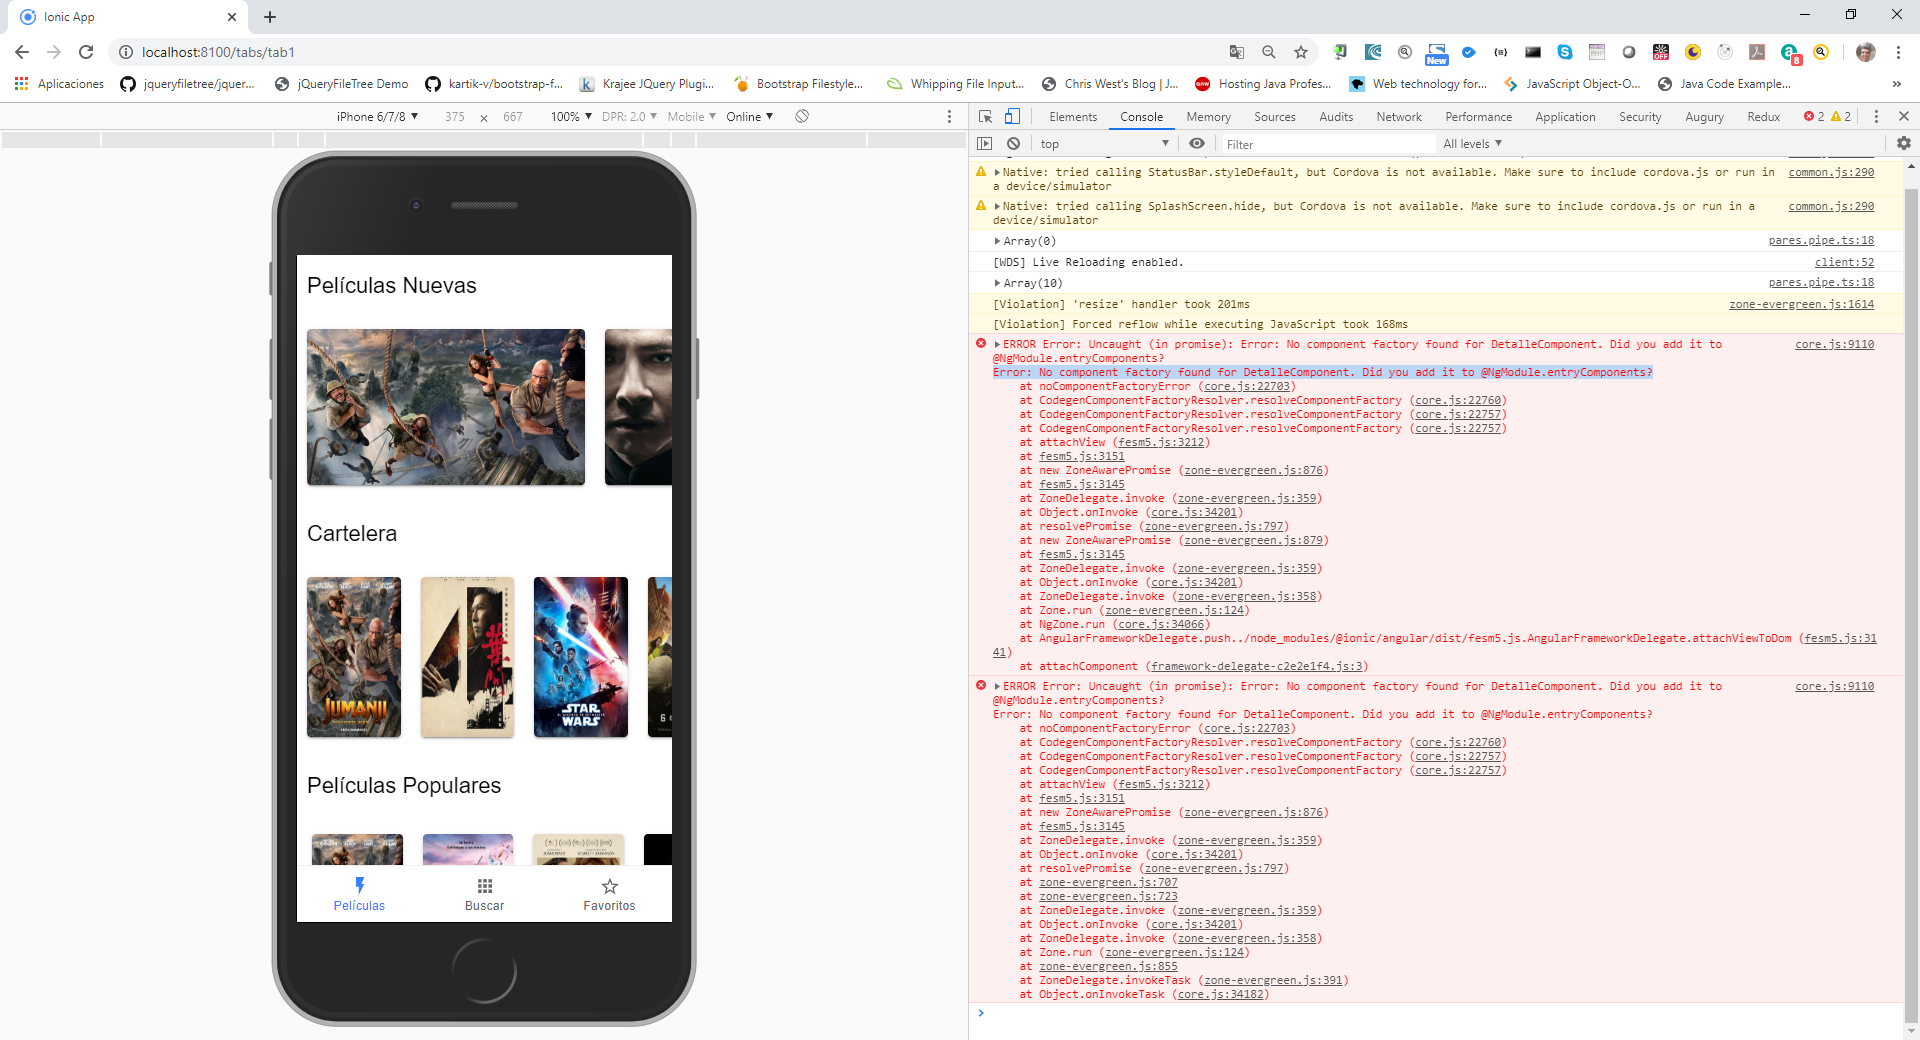 Ionic App
localhost:8100/tabs/tab1
New
OFF
8
Aplicaciones
jqueryfiletree/jquer...
jQueryFileTree Demo
kartik-v/bootstrap-f...
Krajee JQuery Plugi...
Bootstrap Filestyle...
Whipping File Input...
Chris West's Blog | J...
Hosting Java Profes...
Web technology for...
JavaScript Object-O...
Java Code Example...
iPhone 6/7/8 ▼ 375 × 667 100% ▼ DPR: 2.0 ▼ Mobile ▼ Online ▼
Elements Console Memory Sources Audits Network Performance Application Security Augury Redux 2 2
top ▼ Filter All levels ▼
Native: tried calling StatusBar.styleDefault, but Cordova is not available. Make sure to include cordova.js or run in common.js:290
a device/simulator
Native: tried calling SplashScreen.hide, but Cordova is not available. Make sure to include cordova.js or run in a common.js:290
device/simulator
Array(0) pares.pipe.ts:18
[WDS] Live Reloading enabled. client:52
Array(10) pares.pipe.ts:18
[Violation] 'resize' handler took 201ms zone-evergreen.js:1614
[Violation] Forced reflow while executing JavaScript took 168ms
ERROR Error: Uncaught (in promise): Error: No component factory found for DetalleComponent. Did you add it to core.js:9110
@NgModule.entryComponents?
Error: No component factory found for DetalleComponent. Did you add it to @NgModule.entryComponents?
at noComponentFactoryError (core.js:22703)
at CodegenComponentFactoryResolver.resolveComponentFactory (core.js:22760)
at CodegenComponentFactoryResolver.resolveComponentFactory (core.js:22757)
at CodegenComponentFactoryResolver.resolveComponentFactory (core.js:22757)
at attachView (fesm5.js:3212)
at fesm5.js:3151
at new ZoneAwarePromise (zone-evergreen.js:876)
at fesm5.js:3145
at ZoneDelegate.invoke (zone-evergreen.js:359)
at Object.onInvoke (core.js:34201)
at resolvePromise (zone-evergreen.js:797)
at new ZoneAwarePromise (zone-evergreen.js:879)
at fesm5.js:3145
at ZoneDelegate.invoke (zone-evergreen.js:359)
at Object.onInvoke (core.js:34201)
at ZoneDelegate.invoke (zone-evergreen.js:358)
at Zone.run (zone-evergreen.js:124)
at NgZone.run (core.js:34066)
at AngularFrameworkDelegate.push../node_modules/@ionic/angular/dist/fesm5.js.AngularFrameworkDelegate.attachViewToDom (fesm5.js:31
41)
at attachComponent (framework-delegate-c2e2e1f4.js:3)
ERROR Error: Uncaught (in promise): Error: No component factory found for DetalleComponent. Did you add it to core.js:9110
@NgModule.entryComponents?
Error: No component factory found for DetalleComponent. Did you add it to @NgModule.entryComponents?
at noComponentFactoryError (core.js:22703)
at CodegenComponentFactoryResolver.resolveComponentFactory (core.js:22760)
at CodegenComponentFactoryResolver.resolveComponentFactory (core.js:22757)
at CodegenComponentFactoryResolver.resolveComponentFactory (core.js:22757)
at attachView (fesm5.js:3212)
at fesm5.js:3151
at new ZoneAwarePromise (zone-evergreen.js:876)
at fesm5.js:3145
at ZoneDelegate.invoke (zone-evergreen.js:359)
at Object.onInvoke (core.js:34201)
at resolvePromise (zone-evergreen.js:797)
at zone-evergreen.js:707
at zone-evergreen.js:723
at ZoneDelegate.invoke (zone-evergreen.js:359)
at Object.onInvoke (core.js:34201)
at ZoneDelegate.invoke (zone-evergreen.js:358)
at Zone.run (zone-evergreen.js:124)
at zone-evergreen.js:855
at ZoneDelegate.invokeTask (zone-evergreen.js:391)
at Object.onInvokeTask (core.js:34182)
Películas Nuevas
Cartelera
JUMANJI
4
STAR
WARS
6
Películas Populares
Películas
Buscar
Favoritos